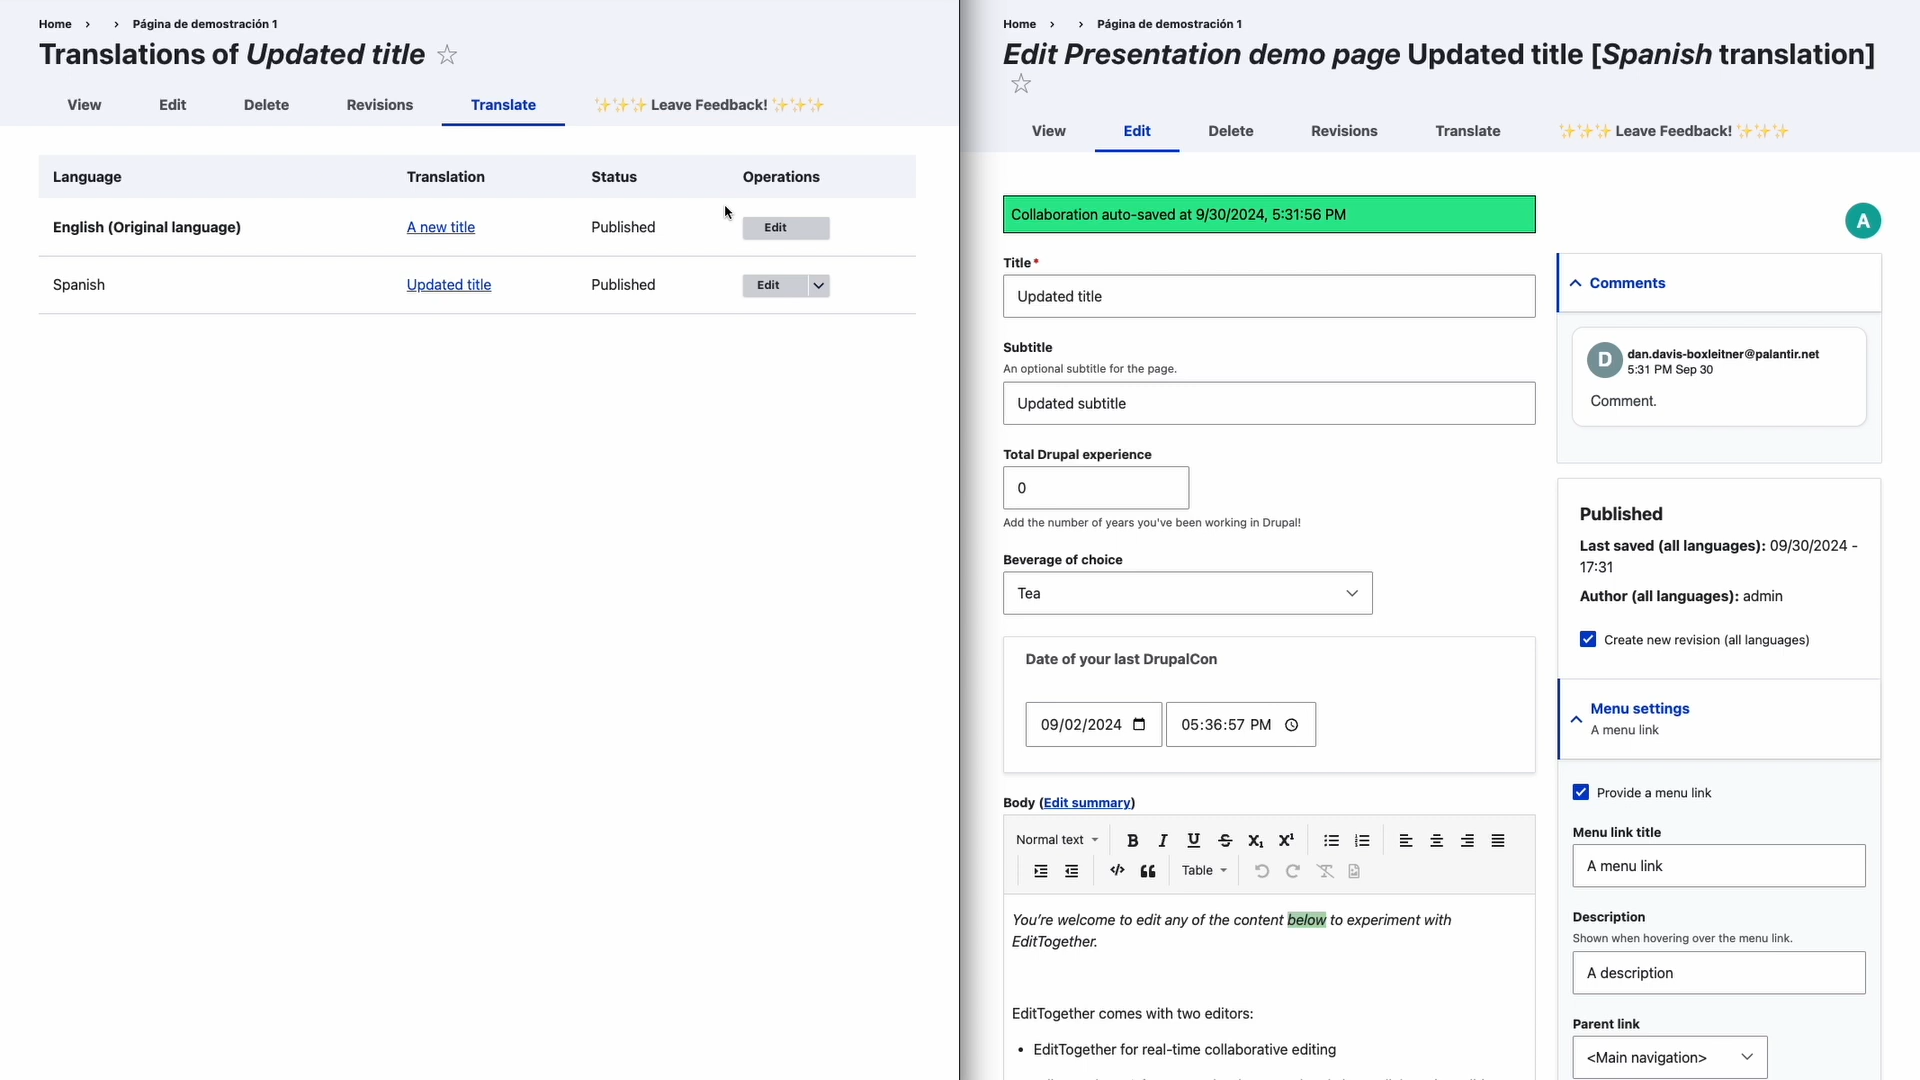 Home › › Página de demostración 1
Translations of Updated title ☆
View Edit Delete Revisions Translate ✨✨✨ Leave Feedback! ✨✨✨
Language Translation Status Operations
English (Original language) A new title Published Edit
Spanish Updated title Published Edit
Home › › Página de demostración 1
Edit Presentation demo page Updated title [Spanish translation]
☆
View Edit Delete Revisions Translate ✨✨✨ Leave Feedback! ✨✨✨
Collaboration auto-saved at 9/30/2024, 5:31:56 PM
A
Title*
Updated title
Subtitle
An optional subtitle for the page.
Updated subtitle
Total Drupal experience
0
Add the number of years you've been working in Drupal!
Beverage of choice
Tea
Date of your last DrupalCon
09/02/2024 05:36:57 PM
Body (Edit summary)
Normal text B I U S X₁ X¹
Table
You're welcome to edit any of the content below to experiment with
EditTogether.
EditTogether comes with two editors:
• EditTogether for real-time collaborative editing
Comments
D
dan.davis-boxleitner@palantir.net
5:31 PM Sep 30
Comment.
Published
Last saved (all languages): 09/30/2024 -
17:31
Author (all languages): admin
Create new revision (all languages)
Menu settings
A menu link
Provide a menu link
Menu link title
A menu link
Description
Shown when hovering over the menu link.
A description
Parent link
<Main navigation>